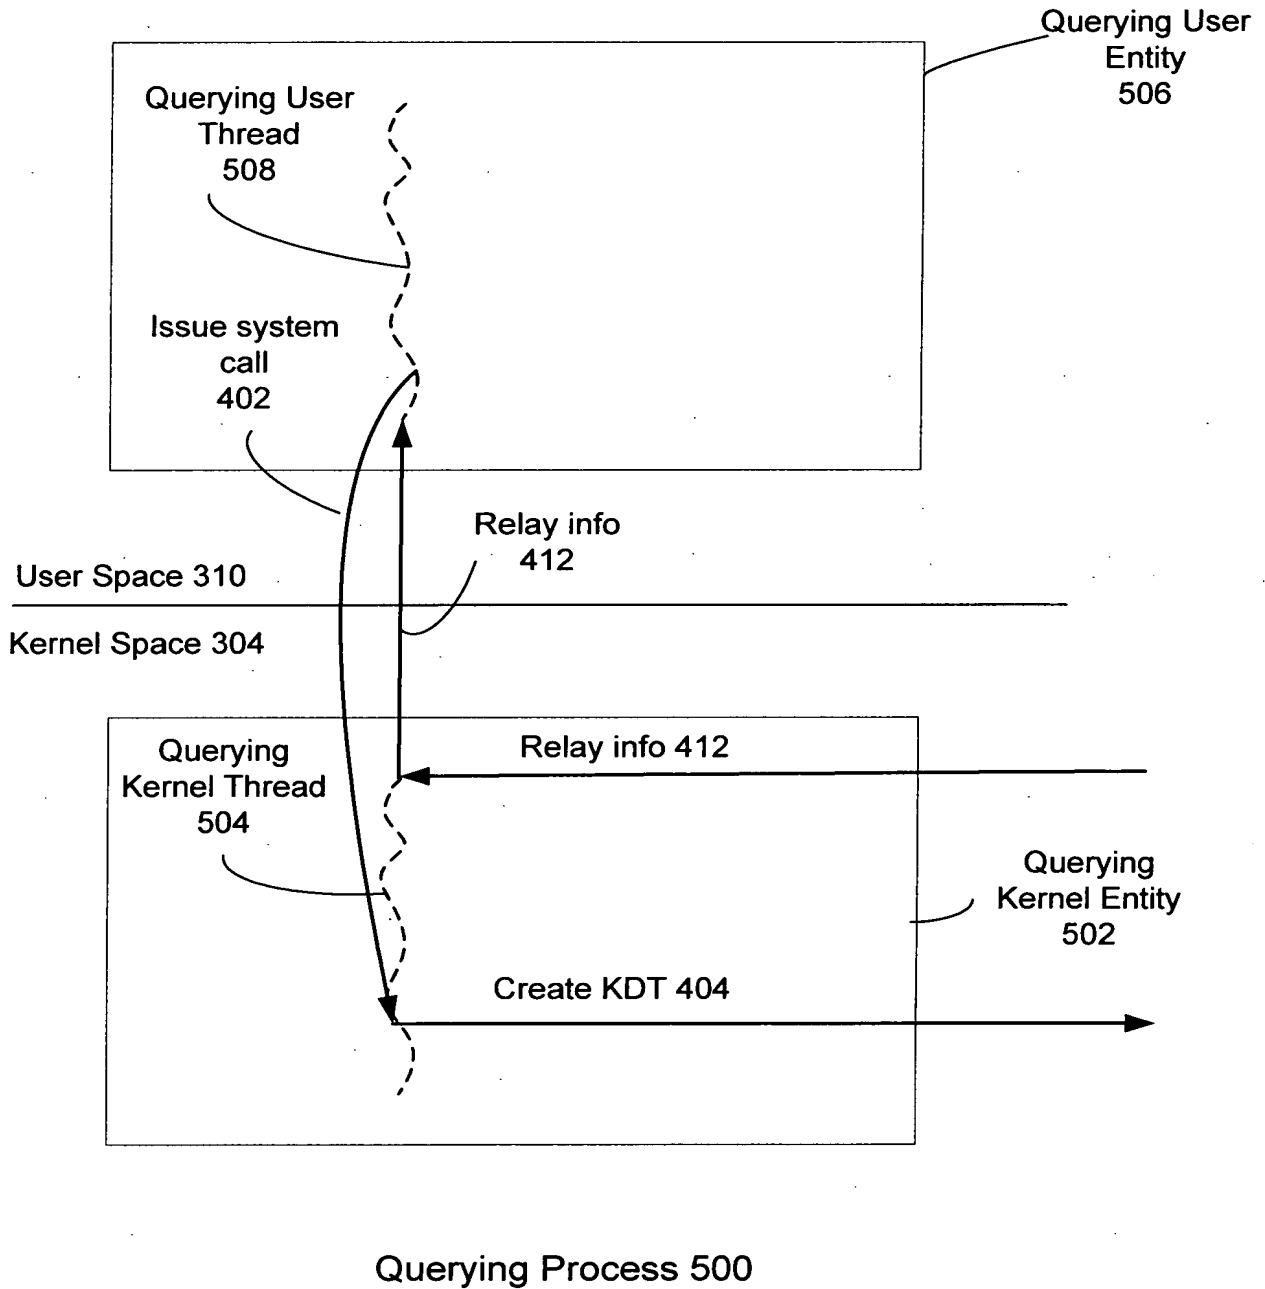 Querying User
Entity
506
Querying User
Thread
508
Issue system
call
402
Relay info
412
User Space 310
Kernel Space 304
Querying
Kernel Thread
504
Relay info 412
Querying
Kernel Entity
502
Create KDT 404
Querying Process 500